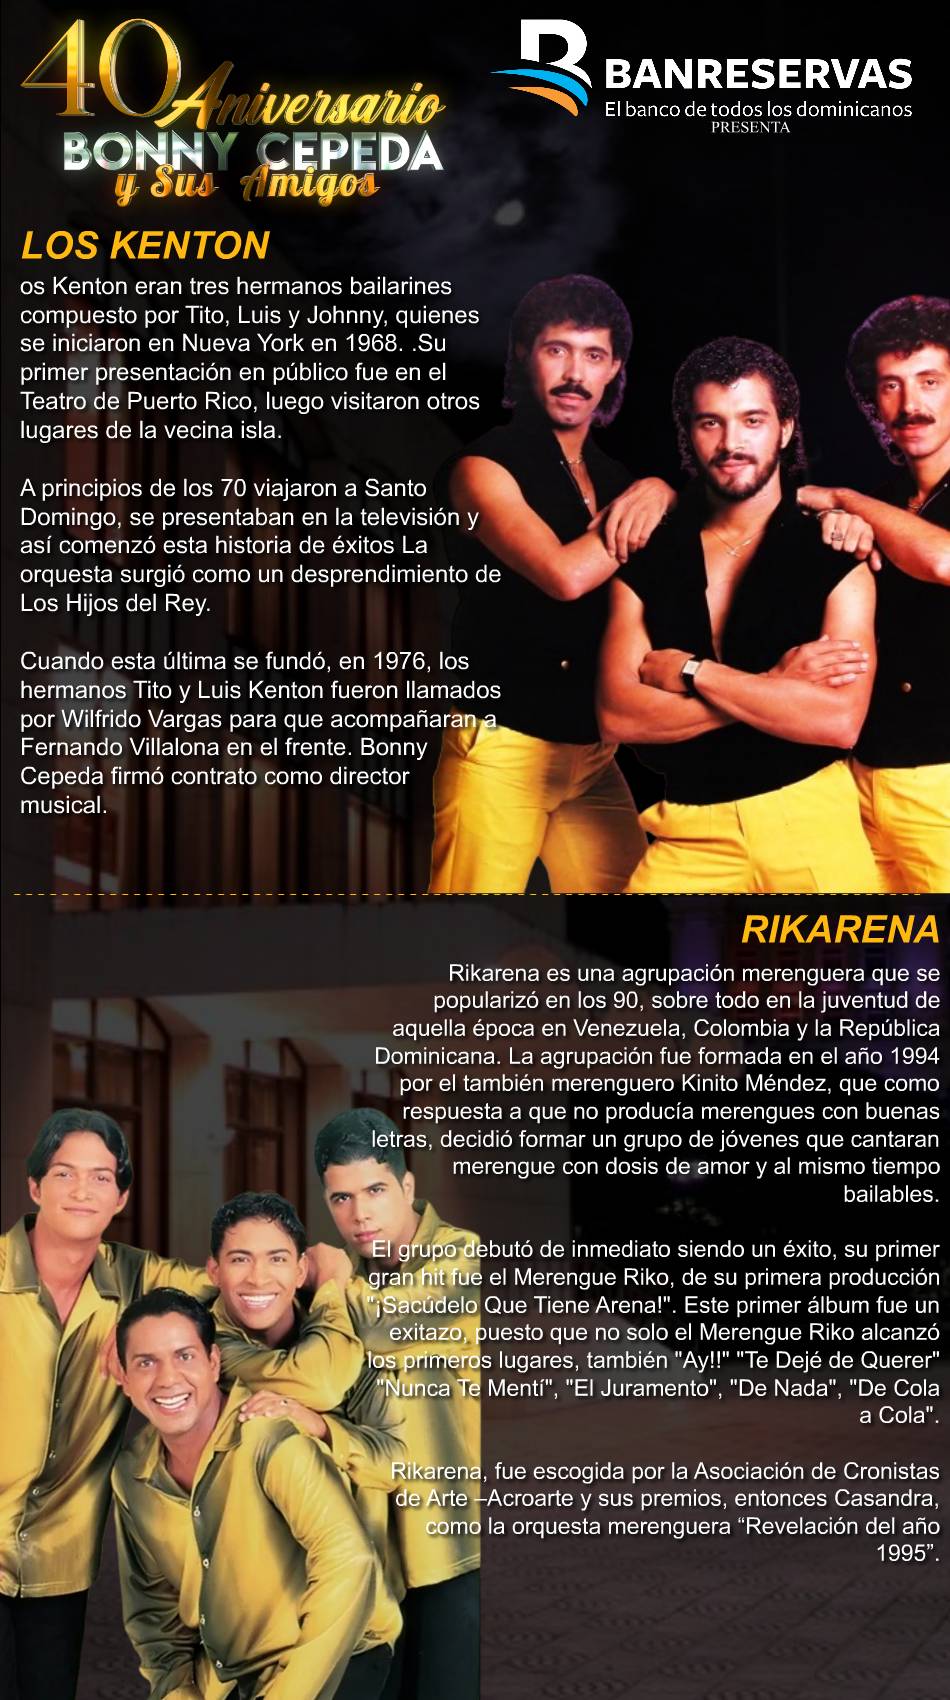 40 Aniversario
BONNY CEPEDA
y Sus Amigos
BANRESERVAS
El banco de todos los dominicanos
PRESENTA
LOS KENTON
os Kenton eran tres hermanos bailarines
compuesto por Tito, Luis y Johnny, quienes
se iniciaron en Nueva York en 1968. .Su
primer presentación en público fue en el
Teatro de Puerto Rico, luego visitaron otros
lugares de la vecina isla.
A principios de los 70 viajaron a Santo
Domingo, se presentaban en la televisión y
así comenzó esta historia de éxitos La
orquesta surgió como un desprendimiento de
Los Hijos del Rey.
Cuando esta última se fundó, en 1976, los
hermanos Tito y Luis Kenton fueron llamados
por Wilfrido Vargas para que acompañaran a
Fernando Villalona en el frente. Bonny
Cepeda firmó contrato como director
musical.
RIKARENA
Rikarena es una agrupación merenguera que se
popularizó en los 90, sobre todo en la juventud de
aquella época en Venezuela, Colombia y la República
Dominicana. La agrupación fue formada en el año 1994
por el también merenguero Kinito Méndez, que como
respuesta a que no producía merengues con buenas
letras, decidió formar un grupo de jóvenes que cantaran
merengue con dosis de amor y al mismo tiempo
bailables.
El grupo debutó de inmediato siendo un éxito, su primer
gran hit fue el Merengue Riko, de su primera producción
"¡Sacúdelo Que Tiene Arena!". Este primer álbum fue un
exitazo, puesto que no solo el Merengue Riko alcanzó
los primeros lugares, también "Ay!!" "Te Dejé de Querer"
"Nunca Te Mentí", "El Juramento", "De Nada", "De Cola
a Cola".
Rikarena, fue escogida por la Asociación de Cronistas
de Arte –Acroarte y sus premios, entonces Casandra,
como la orquesta merenguera “Revelación del año
1995”.